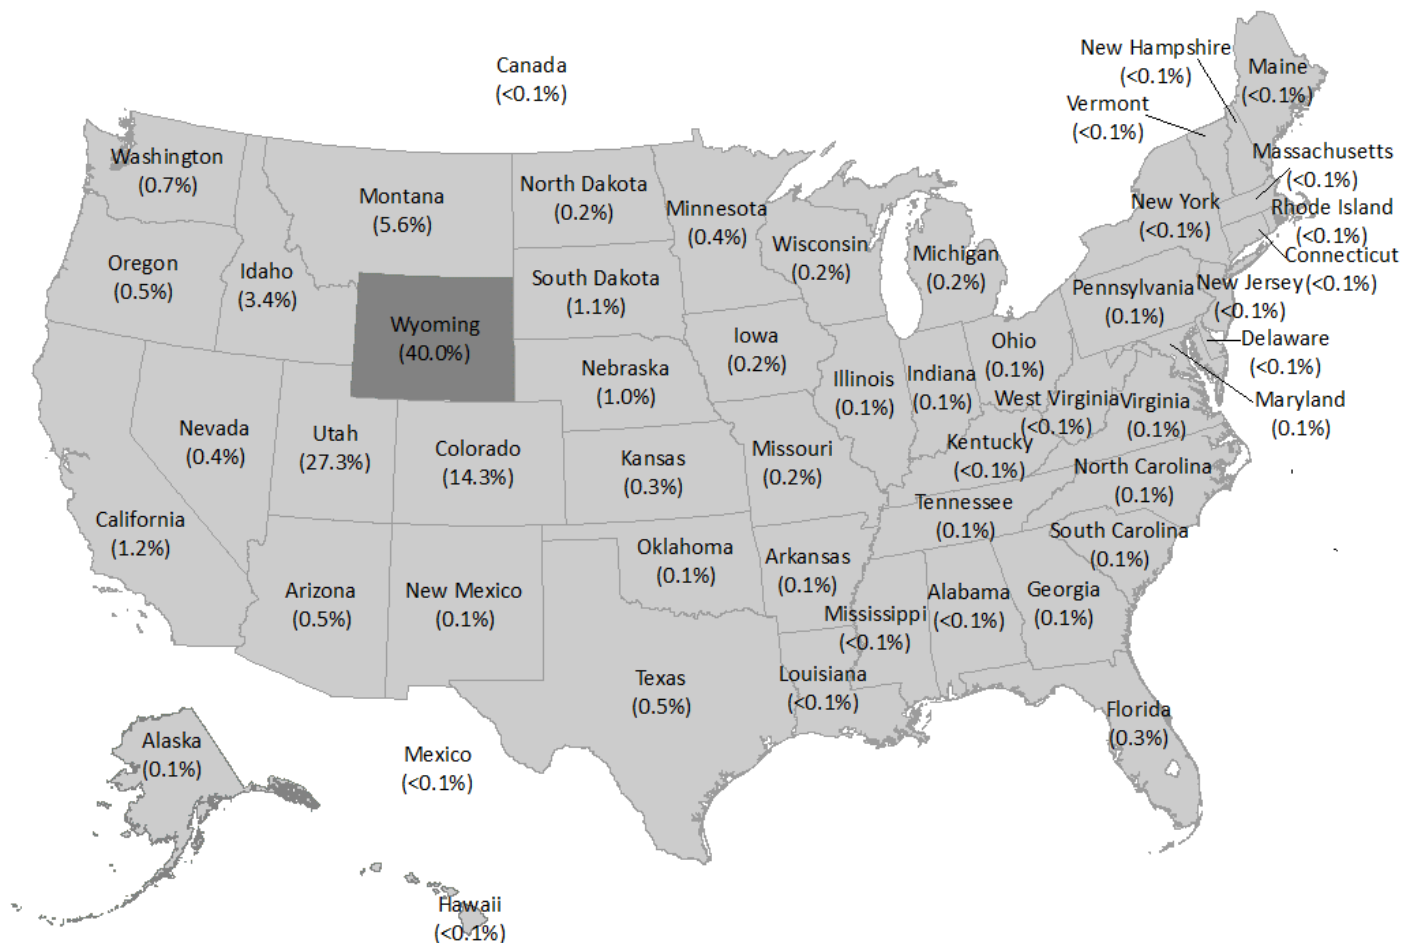 Canada
(<0.1%)
New Hampshire
(<0.1%)
Maine
(<0.1%)
Vermont
(<0.1%)
Washington
(0.7%)
Montana
(5.6%)
North Dakota
(0.2%)
Minnesota
(0.4%)
Wisconsin
(0.2%)
Michigan
(0.2%)
New York
(<0.1%)
Massachusetts
(<0.1%)
Rhode Island
(<0.1%)
Connecticut
(<0.1%)
Oregon
(0.5%)
Idaho
(3.4%)
Wyoming
(40.0%)
South Dakota
(1.1%)
Pennsylvania
(0.1%)
New Jersey
(<0.1%)
Delaware
(<0.1%)
Maryland
(0.1%)
Iowa
(0.2%)
Nebraska
(1.0%)
Illinois
(0.1%)
Indiana
(0.1%)
Ohio
(0.1%)
West Virginia
(<0.1%)
Virginia
(0.1%)
Nevada
(0.4%)
Utah
(27.3%)
Colorado
(14.3%)
Kansas
(0.3%)
Missouri
(0.2%)
Kentucky
(<0.1%)
North Carolina
(0.1%)
Tennessee
(0.1%)
South Carolina
(0.1%)
California
(1.2%)
Arizona
(0.5%)
New Mexico
(0.1%)
Oklahoma
(0.1%)
Arkansas
(0.1%)
Mississippi
(<0.1%)
Alabama
(<0.1%)
Georgia
(0.1%)
Texas
(0.5%)
Louisiana
(<0.1%)
Florida
(0.3%)
Alaska
(0.1%)
Mexico
(<0.1%)
Hawaii
(<0.1%)